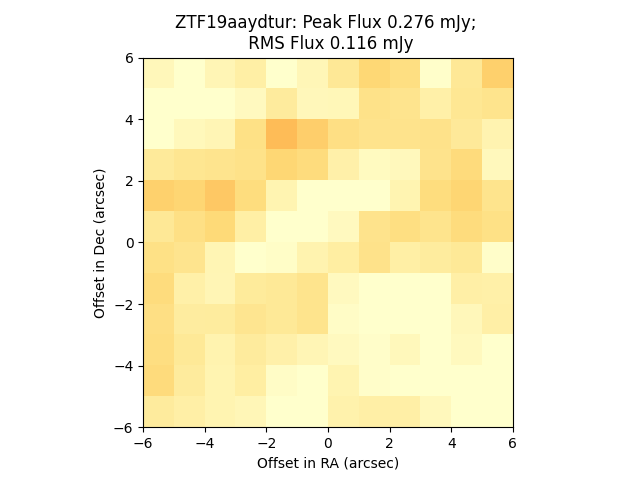 ZTF19aaydtur: Peak Flux 0.276 mJy;
RMS Flux 0.116 mJy
6
4
2
0
−2
−4
−6
Offset in Dec (arcsec)
−6 −4 −2 0 2 4 6
Offset in RA (arcsec)